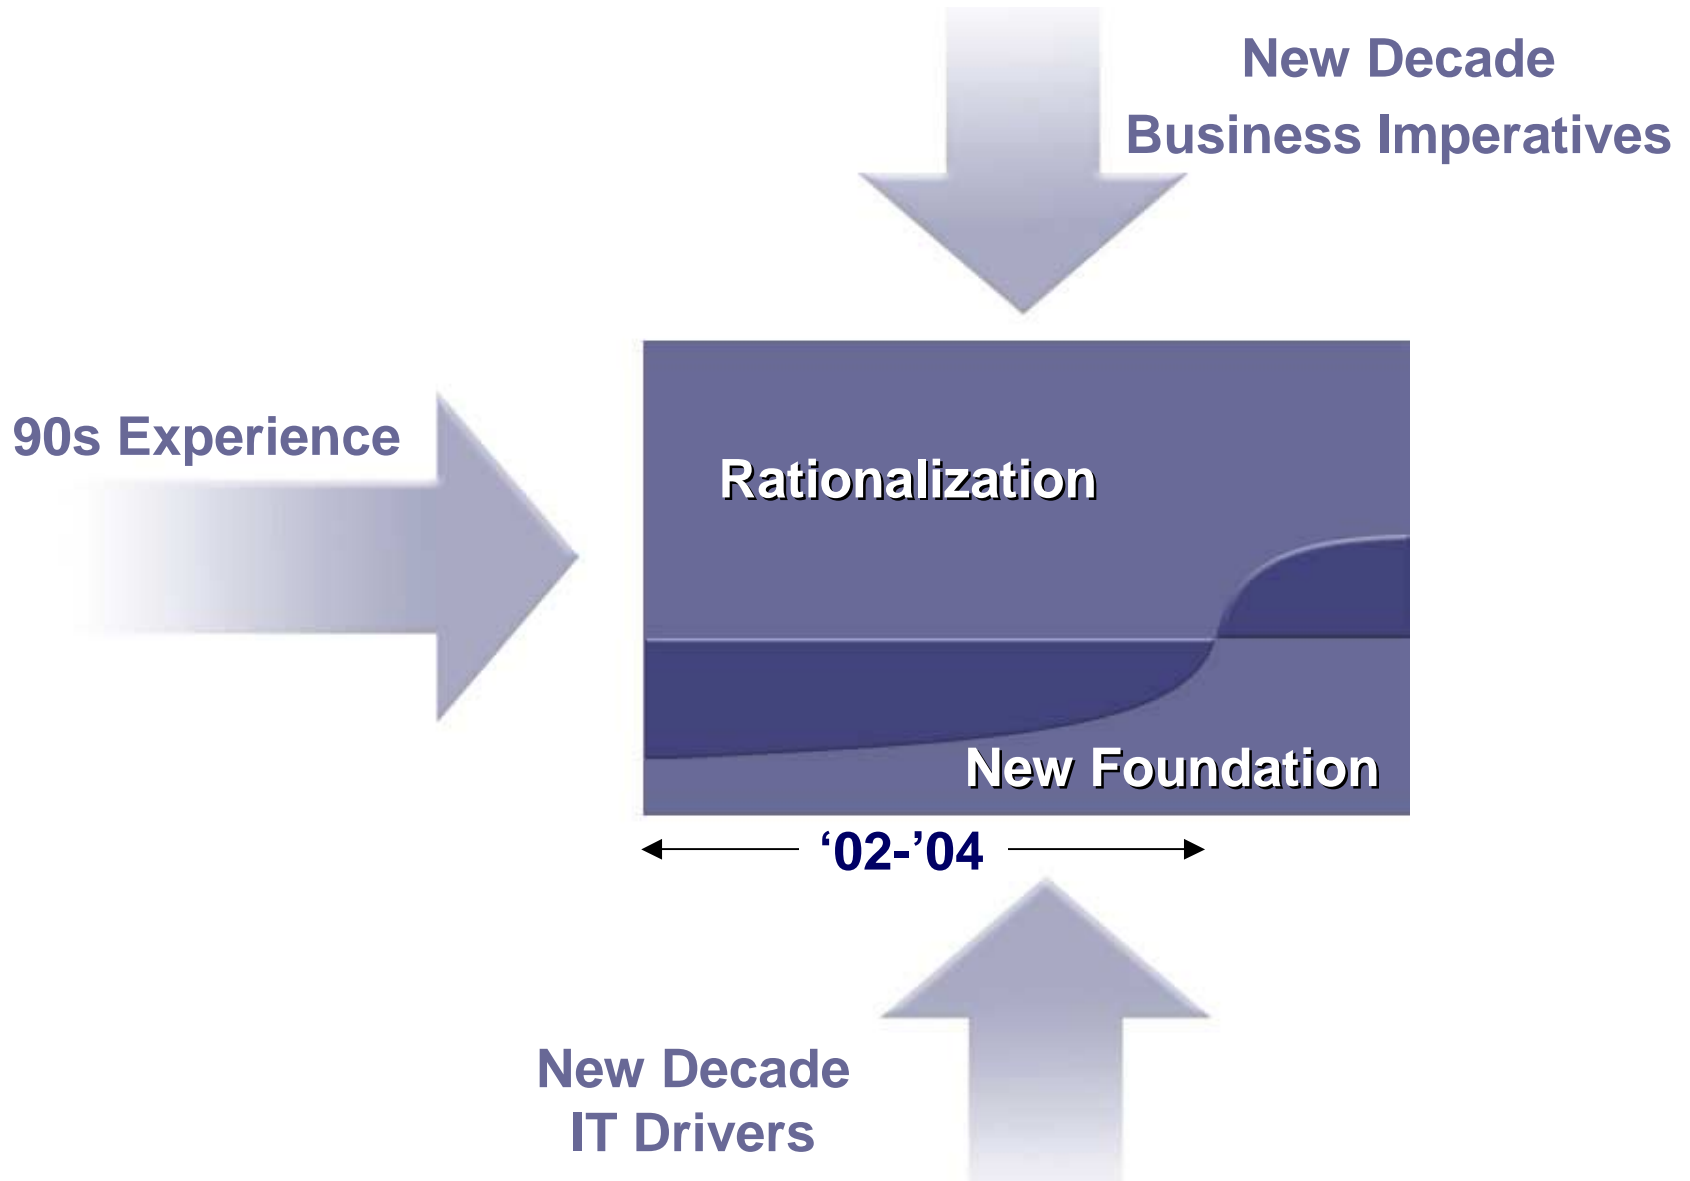 New Decade
Business Imperatives
90s Experience
Rationalization
New Foundation
‘02-’04
New Decade
IT Drivers